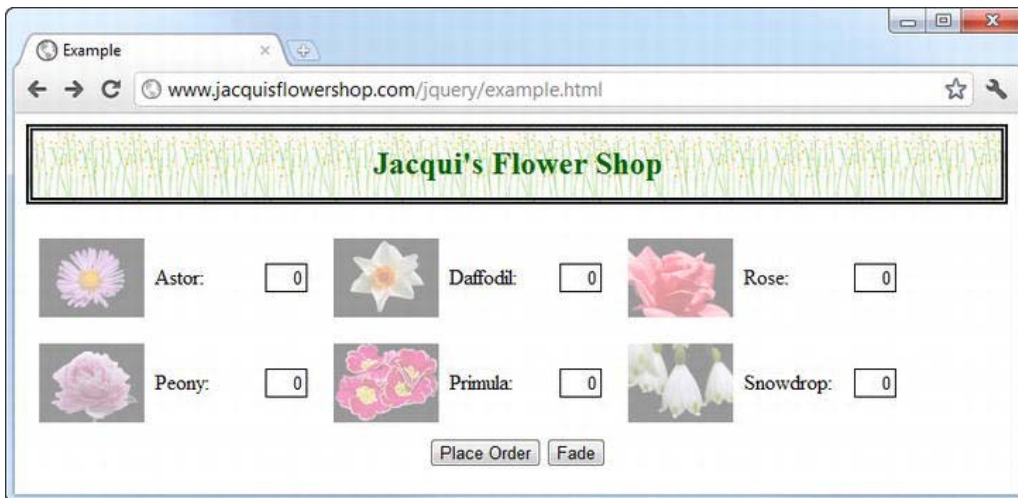 Example
www.jacquisflowershop.com/jquery/example.html
Jacqui's Flower Shop
Astor: 0 Daffodil: 0 Rose: 0
Peony: 0 Primula: 0 Snowdrop: 0
Place Order Fade